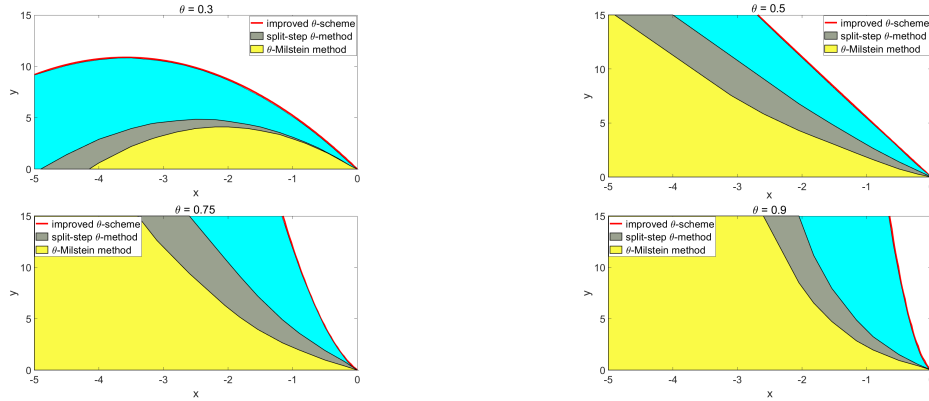 θ = 0.3
improved θ-scheme
split-step θ-method
θ-Milstein method
15
10
5
0
y
-5 -4 -3 -2 -1 0
x
θ = 0.5
improved θ-scheme
split-step θ-method
θ-Milstein method
15
10
5
0
y
-5 -4 -3 -2 -1 0
x
θ = 0.75
improved θ-scheme
split-step θ-method
θ-Milstein method
15
10
5
0
y
-5 -4 -3 -2 -1 0
x
θ = 0.9
improved θ-scheme
split-step θ-method
θ-Milstein method
15
10
5
0
y
-5 -4 -3 -2 -1
x